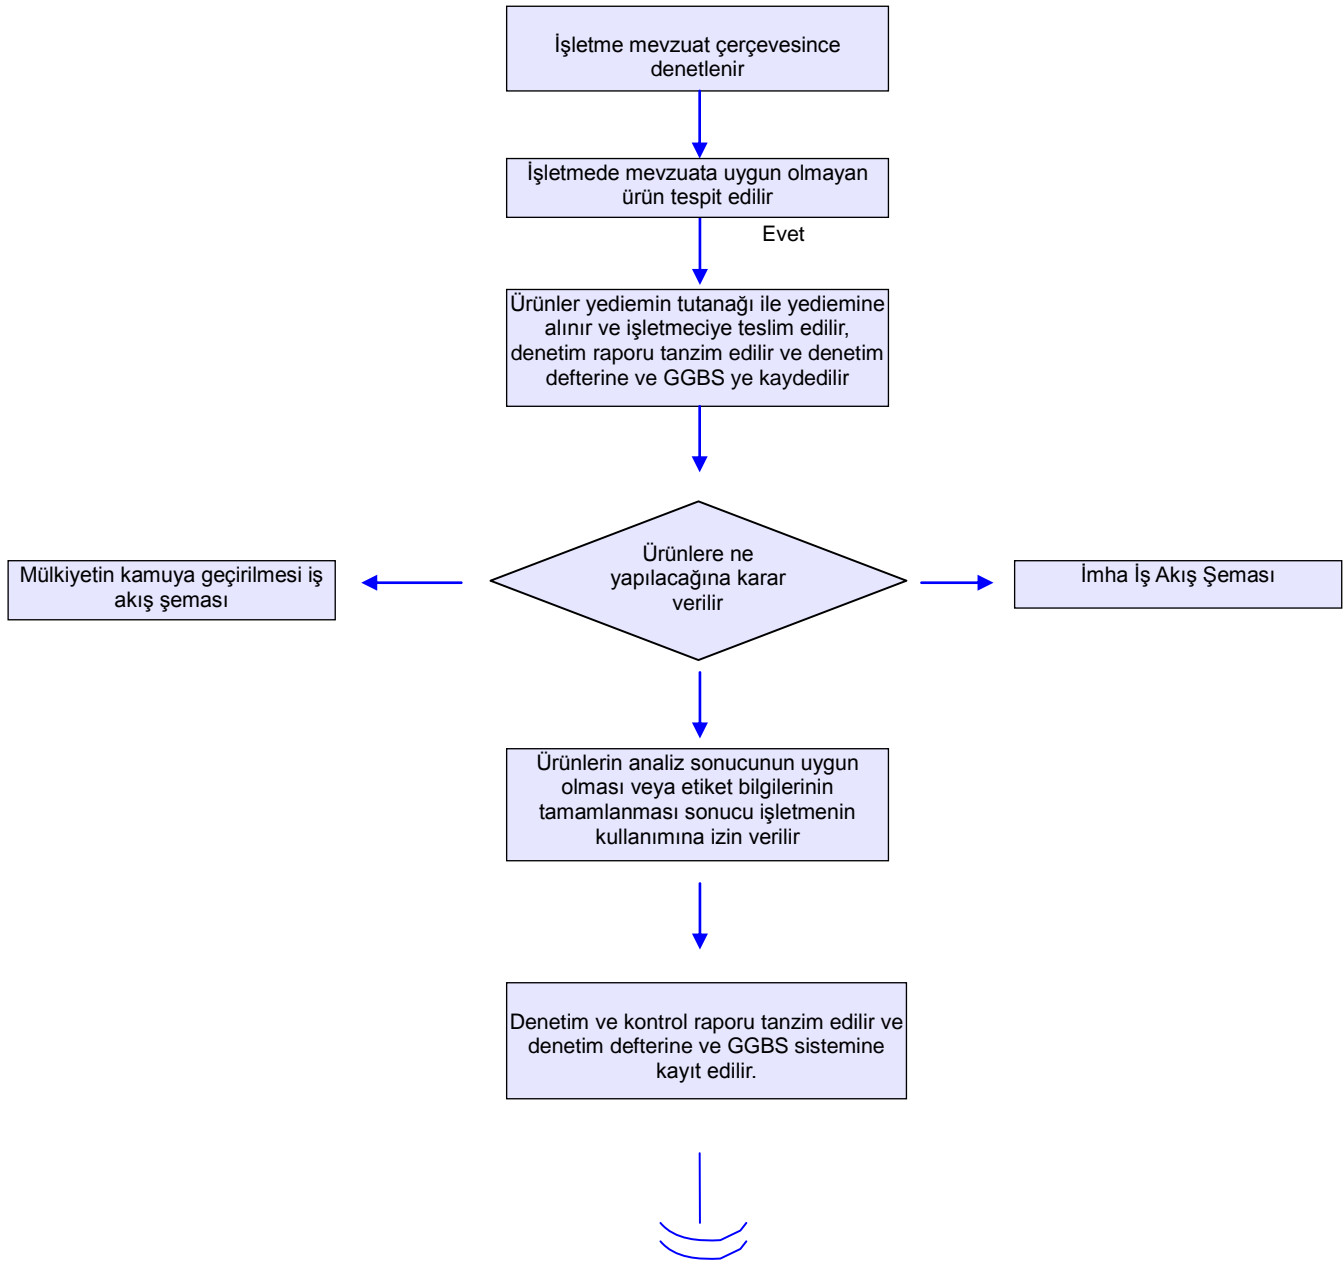 İşletme mevzuat çerçevesince
denetlenir
İşletmede mevzuata uygun olmayan
ürün tespit edilir
Evet
Ürünler yediemin tutanağı ile yediemine
alınır ve işletmeciye teslim edilir,
denetim raporu tanzim edilir ve denetim
defterine ve GGBS ye kaydedilir
Ürünlere ne
yapılacağına karar
verilir
Mülkiyetin kamuya geçirilmesi iş
akış şeması
İmha İş Akış Şeması
Ürünlerin analiz sonucunun uygun
olması veya etiket bilgilerinin
tamamlanması sonucu işletmenin
kullanımına izin verilir
Denetim ve kontrol raporu tanzim edilir ve
denetim defterine ve GGBS sistemine
kayıt edilir.